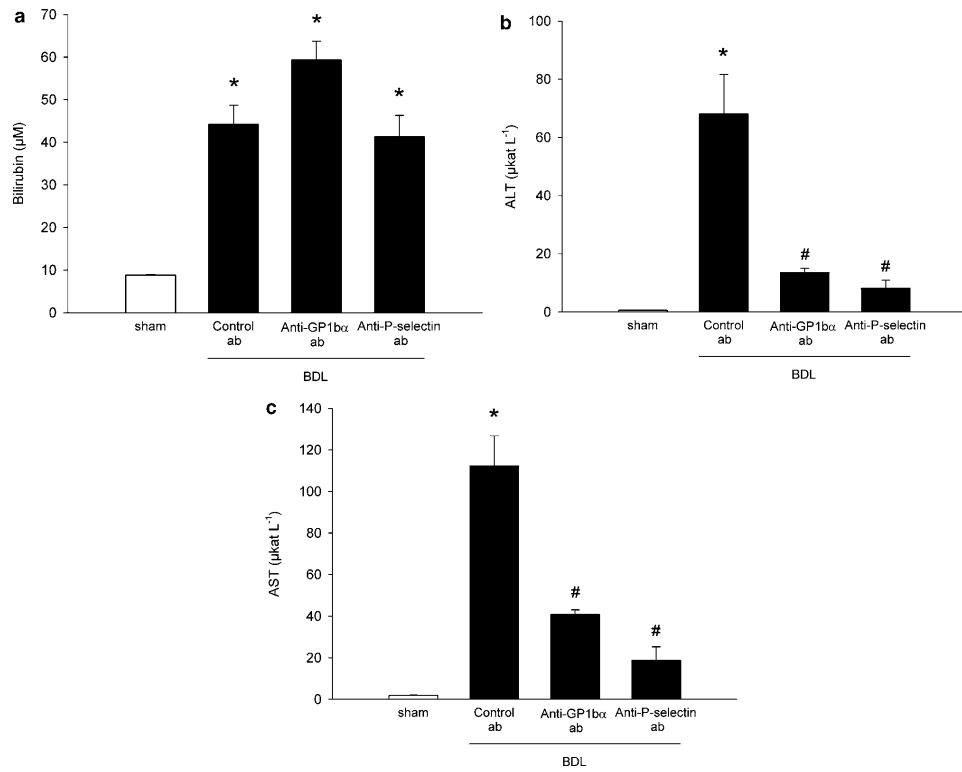 a
70
60
50
40
30
20
10
0
Bilirubin (µM)
*
*
*
sham
Control
ab
Anti-GP1bα
ab
Anti-P-selectin
ab
BDL
b
100
80
60
40
20
0
ALT (µkat L⁻¹)
*
#
#
sham
Control
ab
Anti-GP1bα
ab
Anti-P-selectin
ab
BDL
c
140
120
100
80
60
40
20
0
AST (µkat L⁻¹)
*
#
#
sham
Control
ab
Anti-GP1bα
ab
Anti-P-selectin
ab
BDL